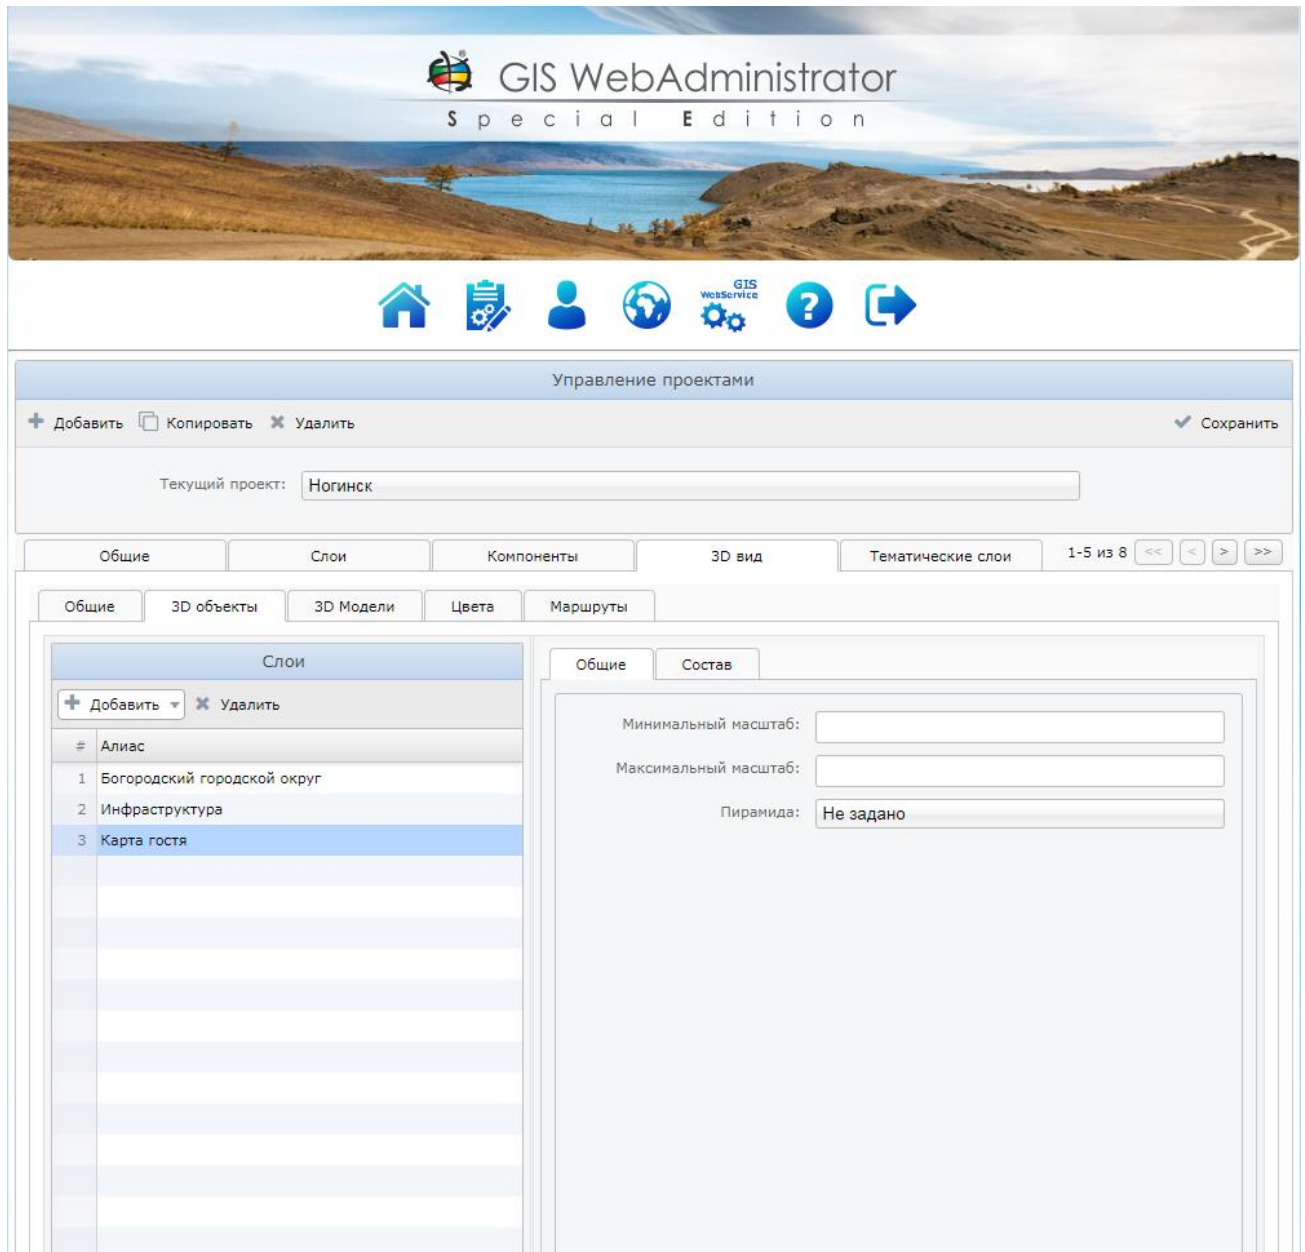 GIS WebAdministrator
Special Edition
GIS
WebService
?
Управление проектами
Добавить Копировать Удалить Сохранить
Текущий проект: Ногинск
Общие Слои Компоненты 3D вид Тематические слои 1-5 из 8 << < > >>
Общие 3D объекты 3D Модели Цвета Маршруты
Слои
Общие Состав
Добавить Удалить
Минимальный масштаб:
# Алиас
Максимальный масштаб:
1 Богородский городской округ
2 Инфраструктура
Пирамида: Не задано
3 Карта гостя